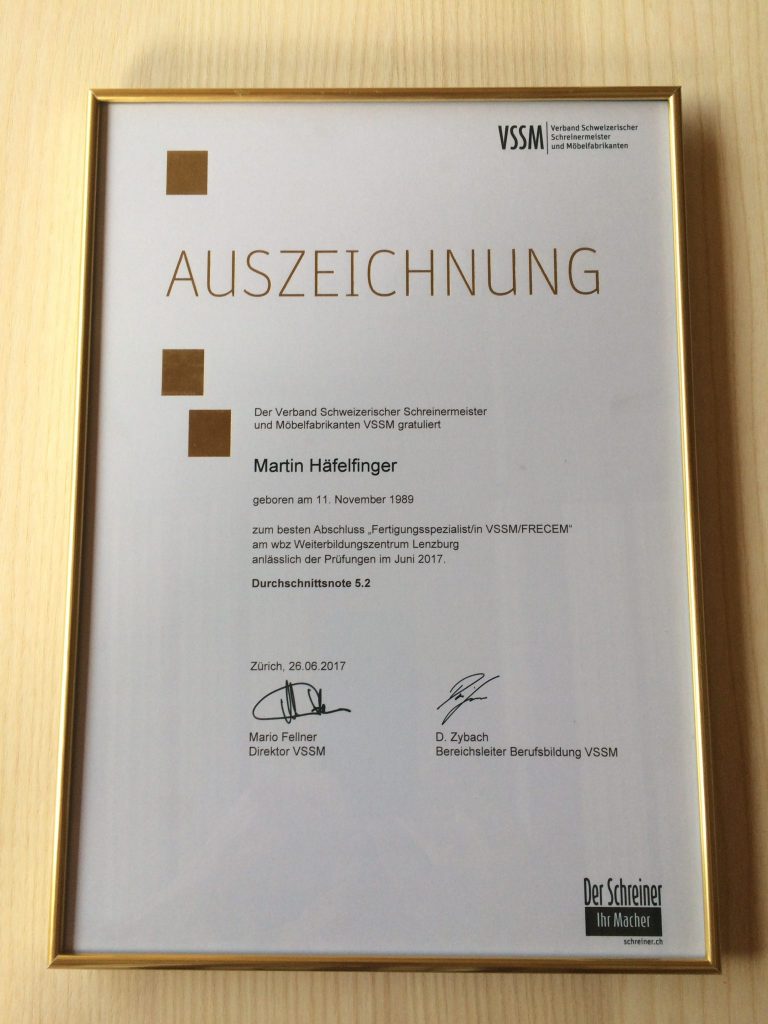 VSSM
Verband Schweizerischer
Schreinermeister
und Möbelfabrikanten
AUSZEICHNUNG
Der Verband Schweizerischer Schreinermeister
und Möbelfabrikanten VSSM gratuliert
Martin Häfelfinger
geboren am 11. November 1989
zum besten Abschluss „Fertigungsspezialist/in VSSM/FRECEM“
am wbz Weiterbildungszentrum Lenzburg
anlässlich der Prüfungen im Juni 2017.
Durchschnittsnote 5.2
Zürich, 26.06.2017
Mario Fellner
Direktor VSSM
D. Zybach
Bereichsleiter Berufsbildung VSSM
Der Schreiner
Ihr Macher
schreiner.ch